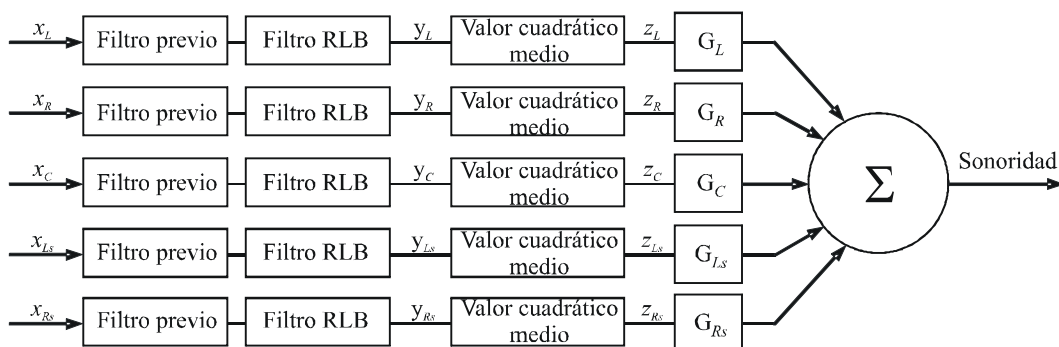 x_L Filtro previo Filtro RLB y_L Valor cuadrático medio z_L G_L
x_R Filtro previo Filtro RLB y_R Valor cuadrático medio z_R G_R
x_C Filtro previo Filtro RLB y_C Valor cuadrático medio z_C G_C
x_Ls Filtro previo Filtro RLB y_Ls Valor cuadrático medio z_Ls G_Ls
x_Rs Filtro previo Filtro RLB y_Rs Valor cuadrático medio z_Rs G_Rs
Σ
Sonoridad